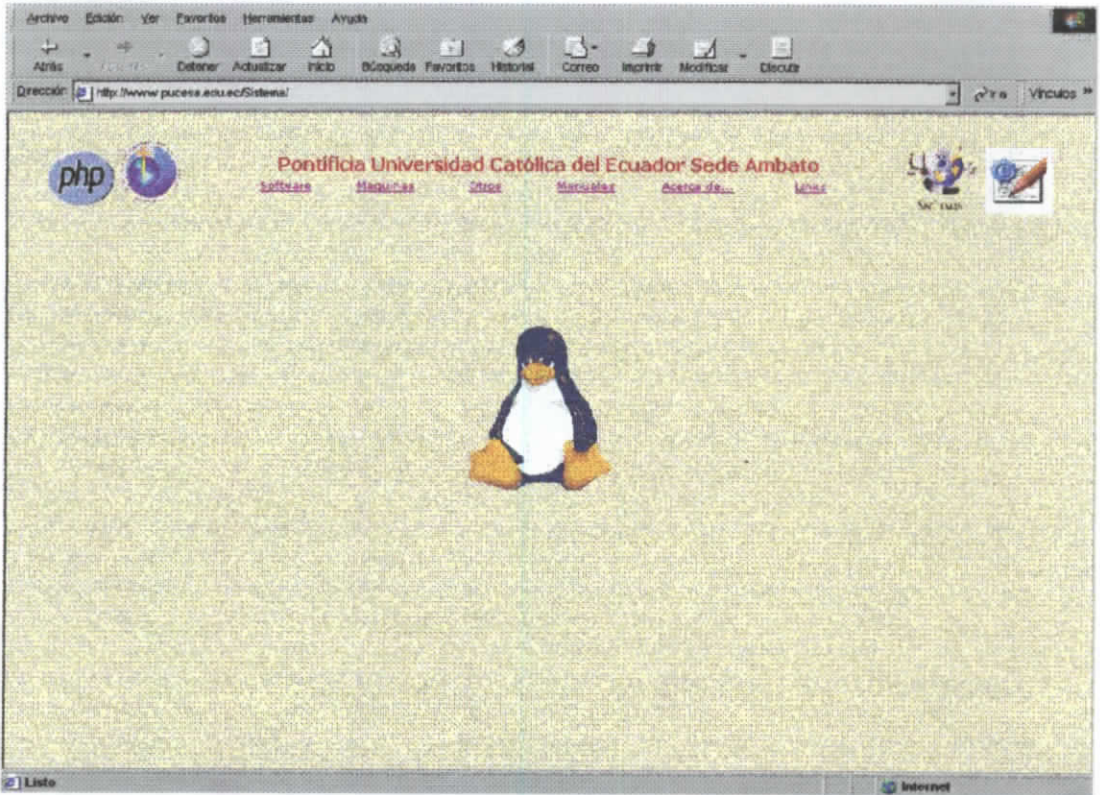 Archivo Edición Ver Favoritos Herramientas Ayuda
Atrás Detener Actualizar Inicio Búsqueda Favoritos Historial Correo Imprimir Modificar Discutir
Dirección http://www.pucesa.edu.ec/Sistema/ Ir a Vínculos »
php
Pontificia Universidad Católica del Ecuador Sede Ambato
Software Maquinas Otros Manuales Acerca de... Links
Listo Internet